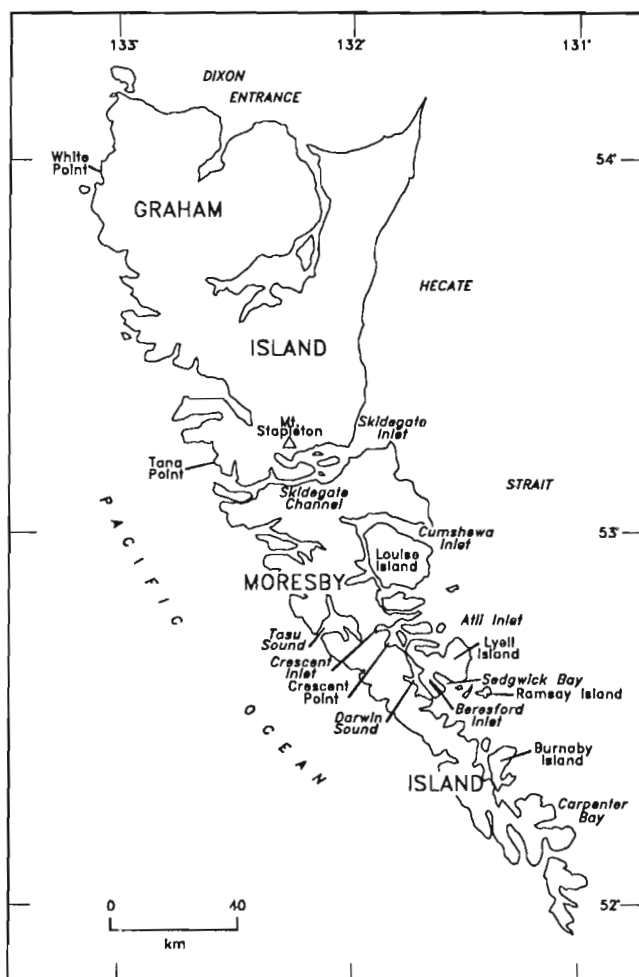 133°
132°
131°
DIXON
ENTRANCE
54°
White
Point
GRAHAM
HECATE
ISLAND
Mt.
Stapleton
Skidegate
Inlet
Tana
Point
Skidegate
Channel
STRAIT
53°
Cumshewa
Inlet
Louise
Island
PACIFIC
MORESBY
Atli Inlet
Tasu
Sound
Lyell
Island
Crescent
Inlet
Sedgwick Bay
Crescent
Point
Ramsay Island
Darwin
Sound
Beresford
Inlet
OCEAN
Burnaby
Island
ISLAND
Carpenter
Bay
52°
0
40
km